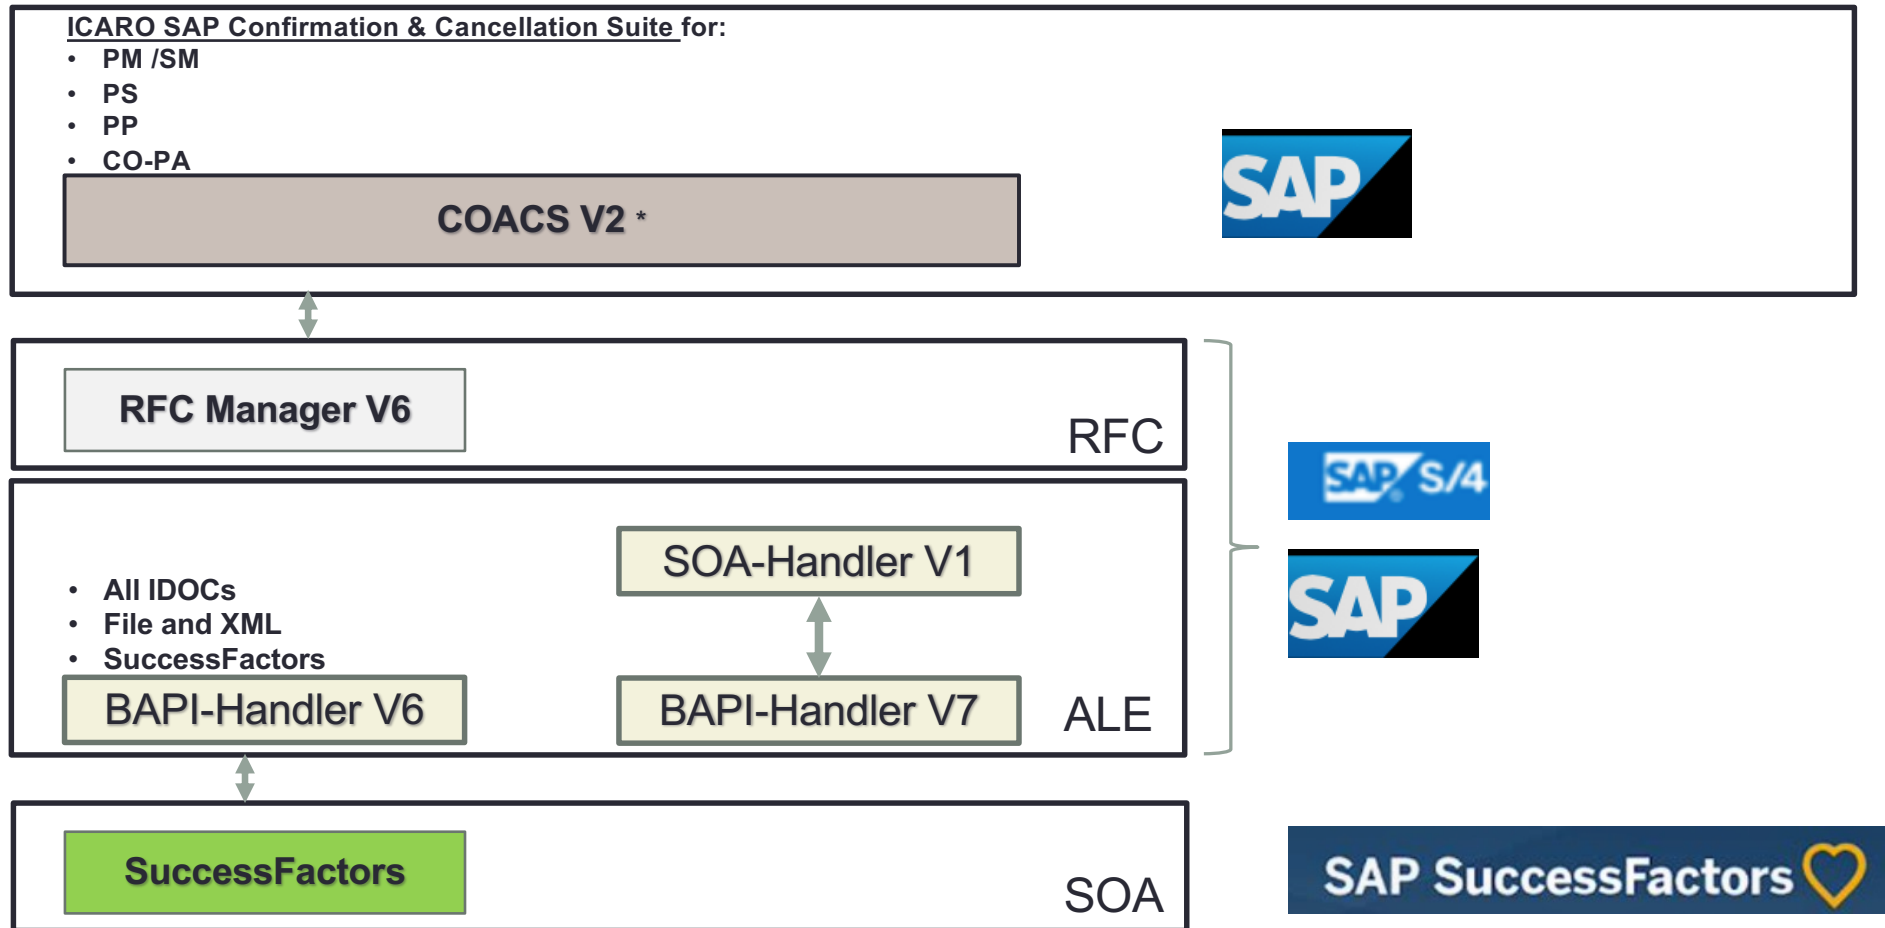 ICARO SAP Confirmation & Cancellation Suite for:
• PM /SM
• PS
• PP
• CO-PA
COACS V2 *
SAP
RFC Manager V6
RFC
SAP® S/4
SOA-Handler V1
• All IDOCs
• File and XML
• SuccessFactors
SAP
BAPI-Handler V6
BAPI-Handler V7
ALE
SuccessFactors
SOA
SAP SuccessFactors